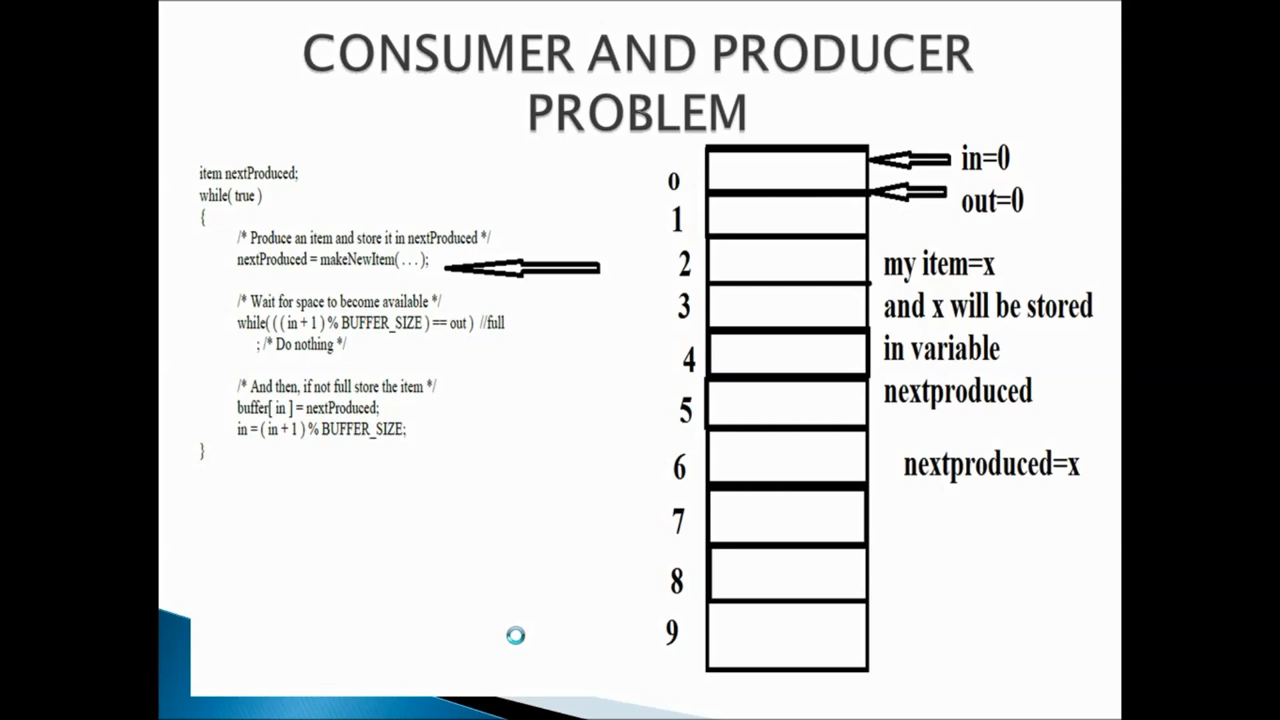 CONSUMER AND PRODUCER
PROBLEM
item nextProduced;
while( true )
{
/* Produce an item and store it in nextProduced */
nextProduced = makeNewItem( . . . );
/* Wait for space to become available */
while( ( ( in + 1 ) % BUFFER_SIZE ) == out )  //full
; /* Do nothing */
/* And then, if not full store the item */
buffer[ in ] = nextProduced;
in = ( in + 1 ) % BUFFER_SIZE;
}
0
1
2
3
4
5
6
7
8
9
in=0
out=0
my item=x
and x will be stored
in variable
nextproduced
nextproduced=x